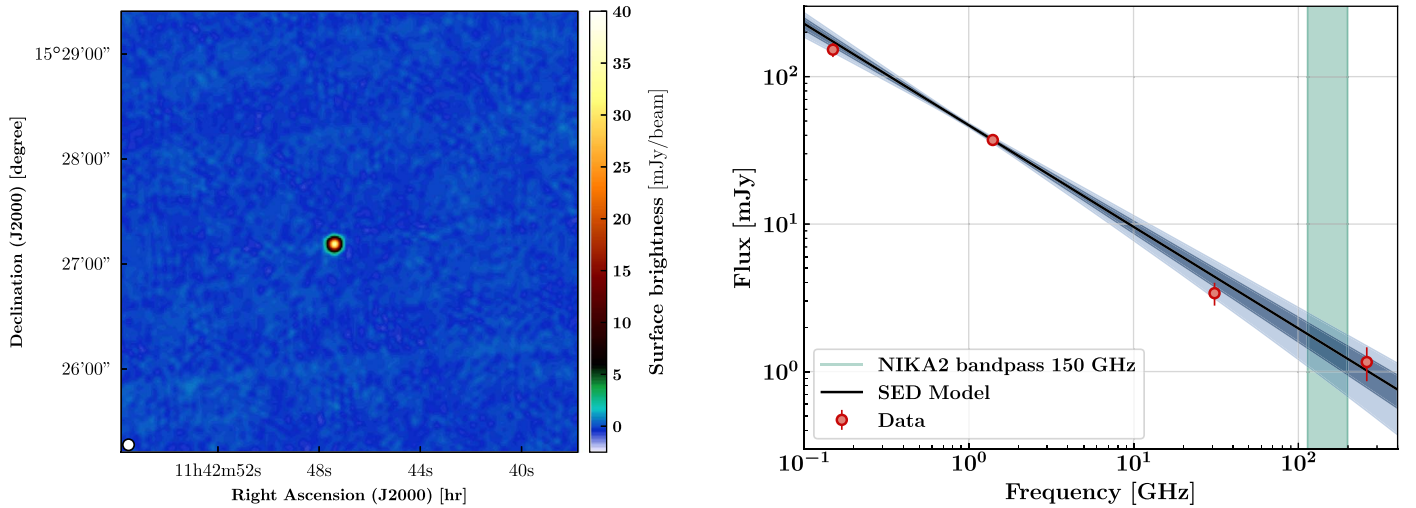 Declination (J2000) [degree]
15°29’00”
28’00”
27’00”
26’00”
11h42m52s 48s 44s 40s
Right Ascension (J2000) [hr]
40
35
30
25
20
15
10
5
0
Surface brightness [mJy/beam]
Flux [mJy]
10²
10¹
10⁰
NIKA2 bandpass 150 GHz
SED Model
Data
10⁻¹ 10⁰ 10¹ 10²
Frequency [GHz]